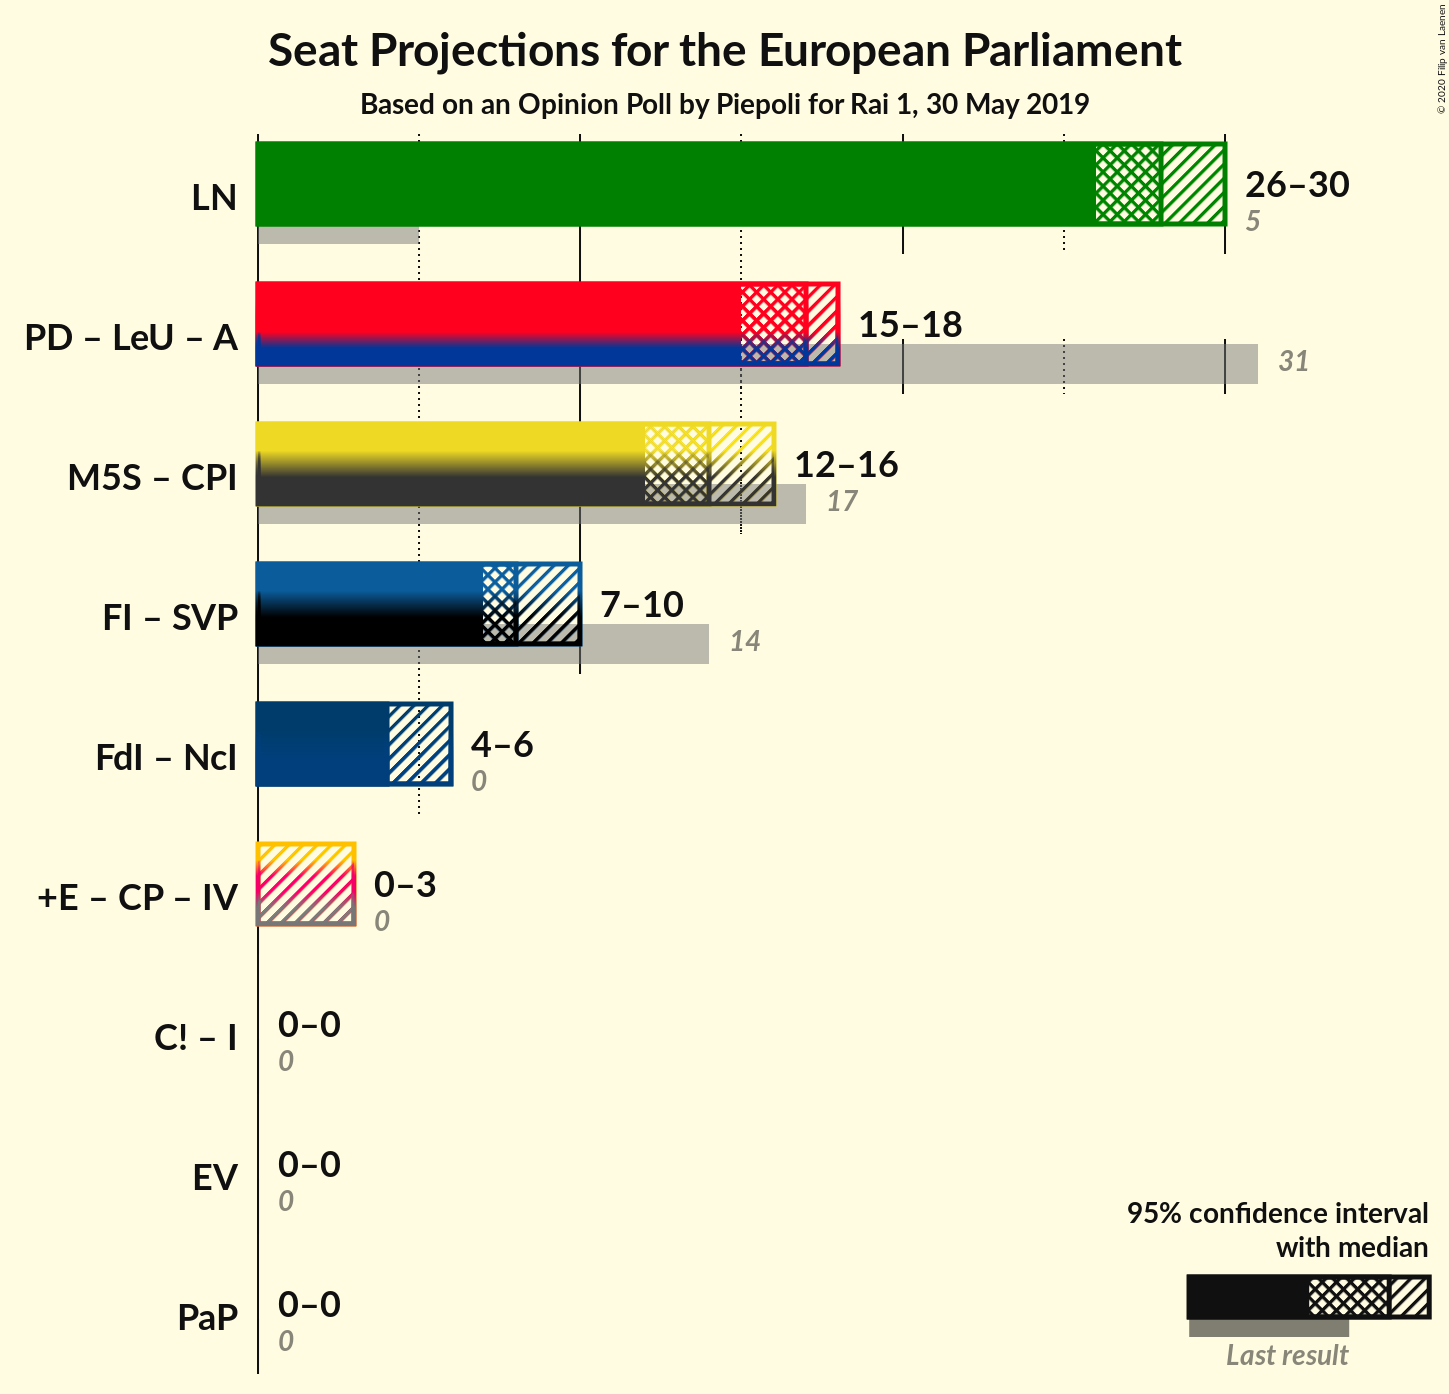 Seat Projections for the European Parliament
Based on an Opinion Poll by Piepoli for Rai 1, 30 May 2019
© 2020 Filip van Laenen
LN
26–30
5
PD – LeU – A
15–18
31
M5S – CPI
12–16
17
FI – SVP
7–10
14
FdI – NcI
4–6
0
+E – CP – IV
0–3
0
C! – I
0–0
0
EV
0–0
0
PaP
0–0
0
95% confidence interval
with median
Last result